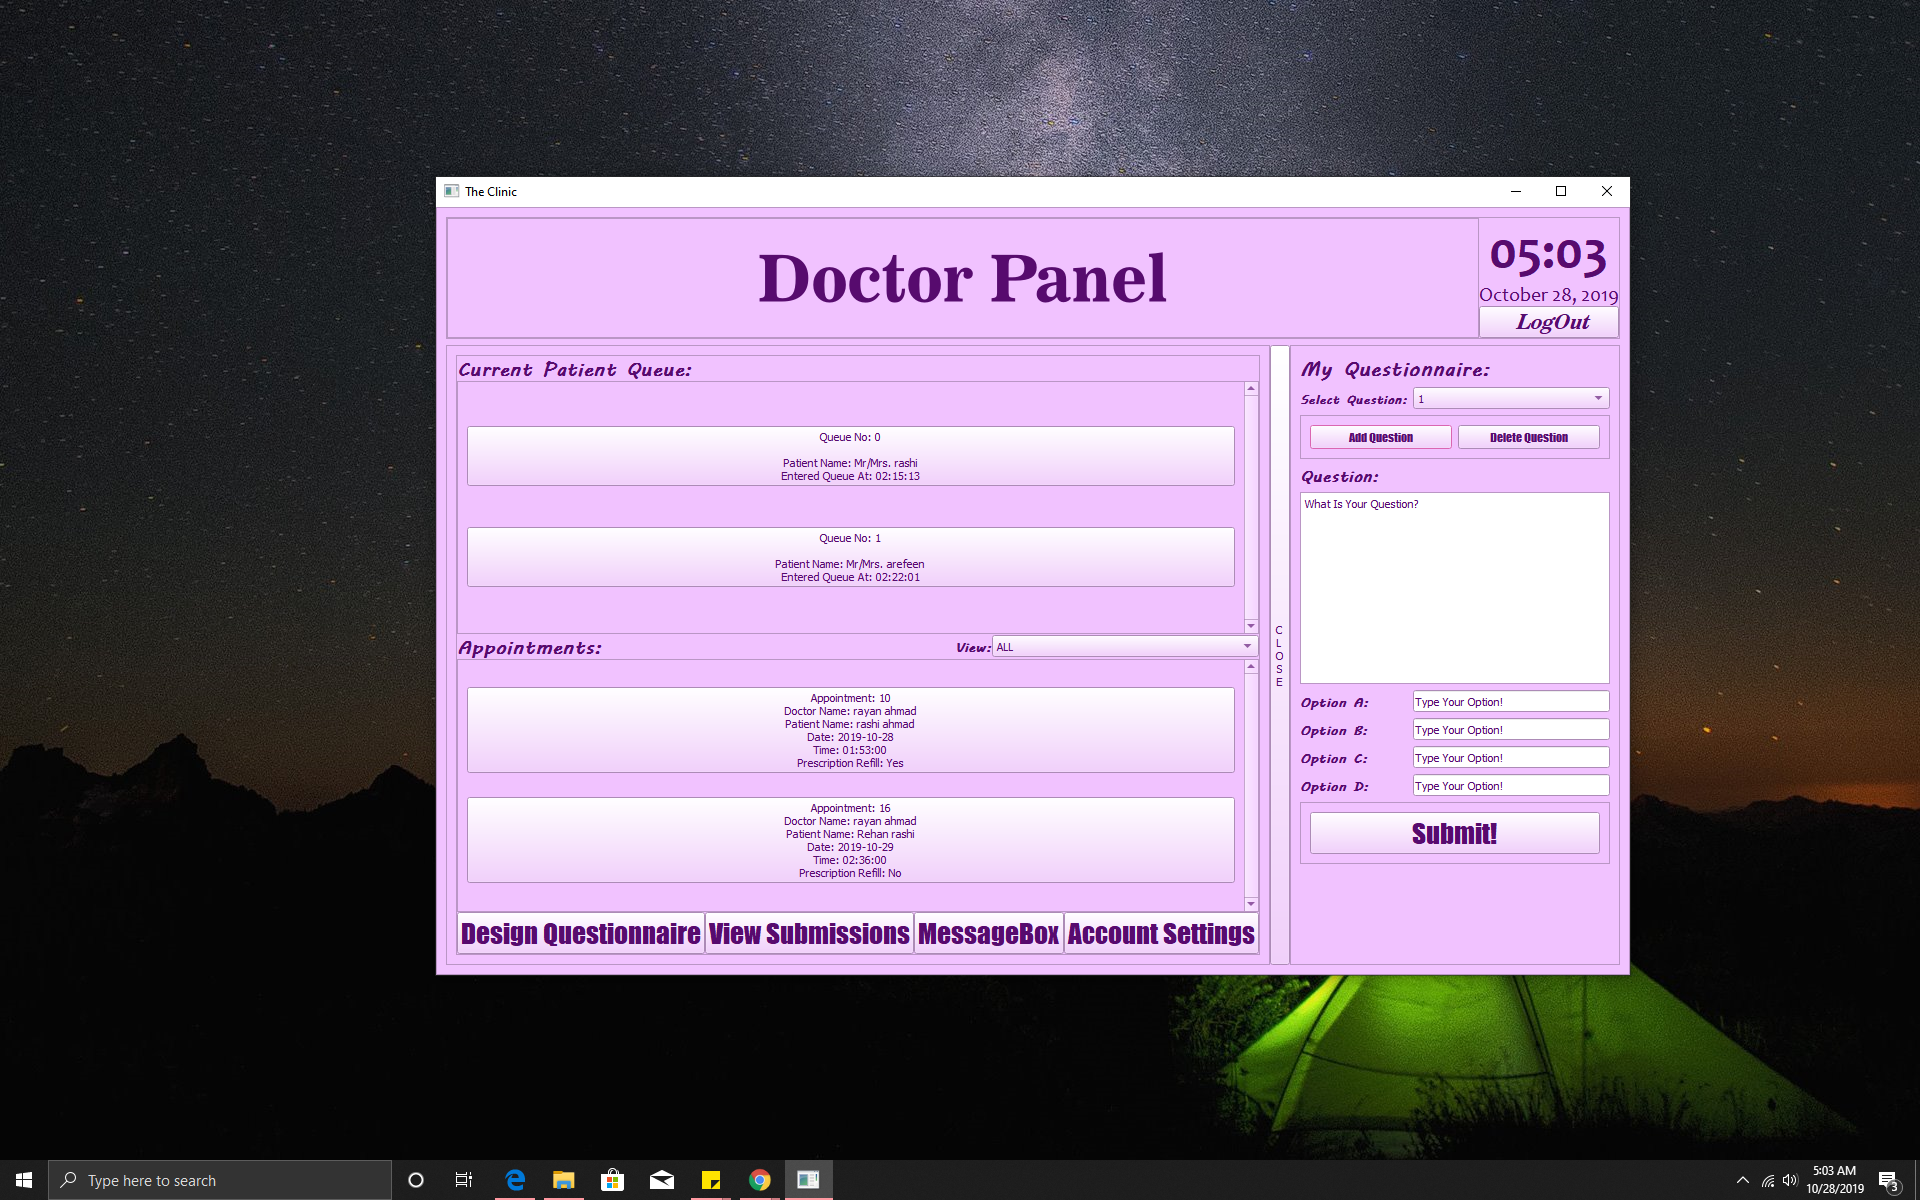 The Clinic
Doctor Panel
05:03
October 28, 2019
LogOut
Current Patient Queue:
Queue No: 0
Patient Name: Mr/Mrs. rashi
Entered Queue At: 02:15:13
Queue No: 1
Patient Name: Mr/Mrs. arefeen
Entered Queue At: 02:22:01
Appointments:
View: ALL
Appointment: 10
Doctor Name: rayan ahmad
Patient Name: rashi ahmad
Date: 2019-10-28
Time: 01:53:00
Prescription Refill: Yes
Appointment: 16
Doctor Name: rayan ahmad
Patient Name: Rehan rashi
Date: 2019-10-29
Time: 02:36:00
Prescription Refill: No
Design Questionnaire View Submissions MessageBox Account Settings
C
L
O
S
E
My Questionnaire:
Select Question: 1
Add Question Delete Question
Question:
What Is Your Question?
Option A: Type Your Option!
Option B: Type Your Option!
Option C: Type Your Option!
Option D: Type Your Option!
Submit!
Type here to search
5:03 AM
10/28/2019
3